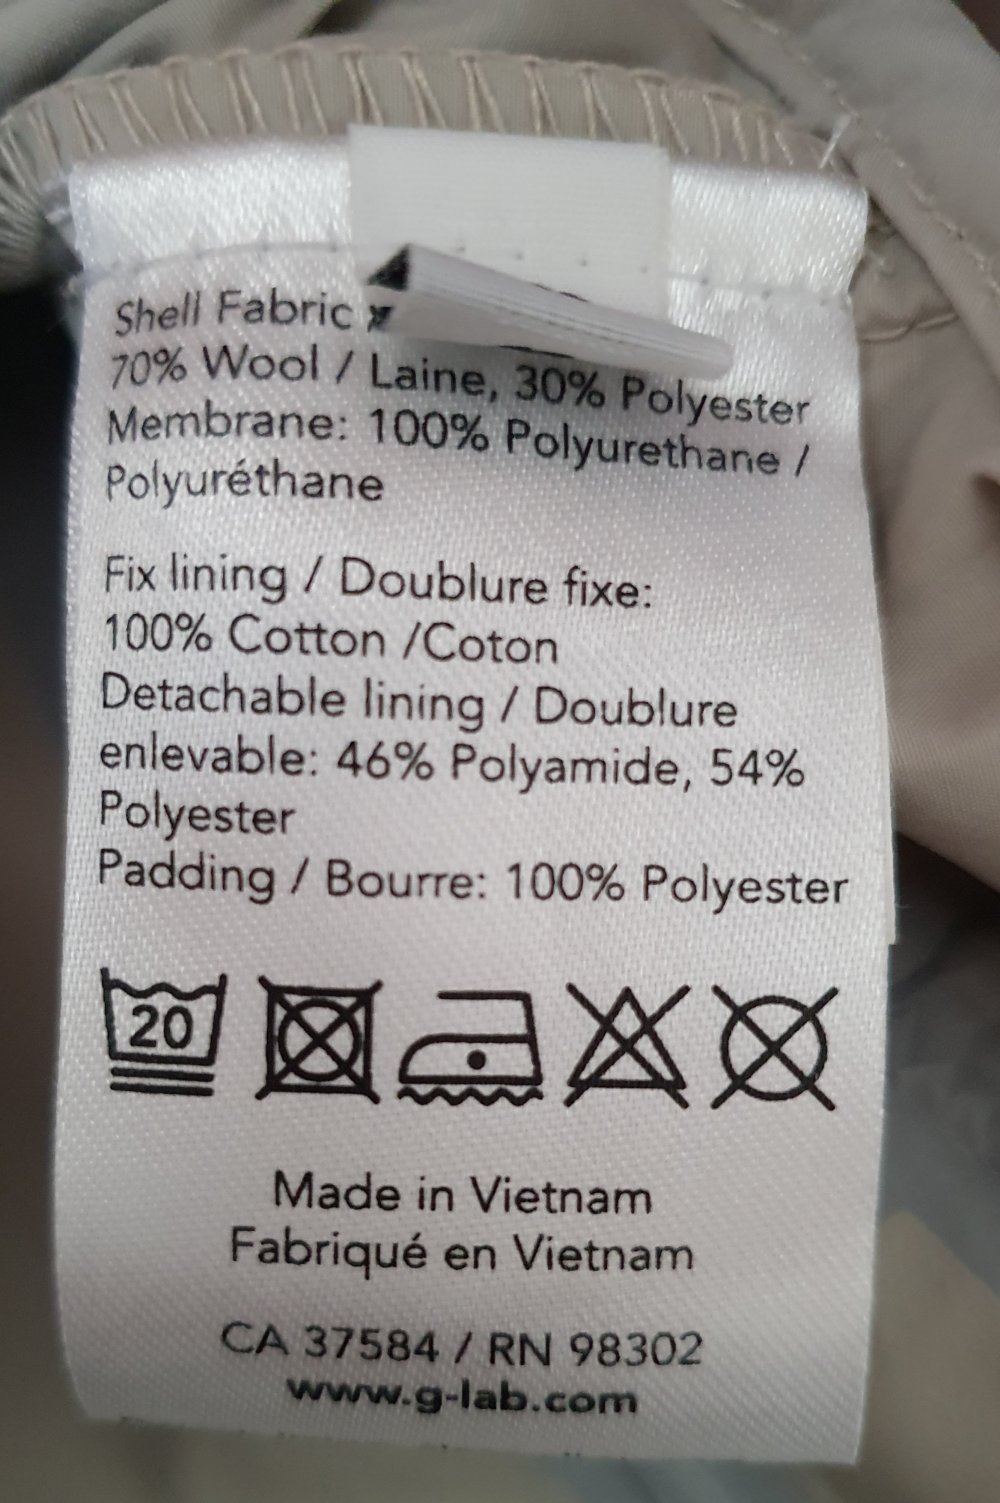 Shell Fabric
70% Wool / Laine, 30% Polyester
Membrane: 100% Polyurethane /
Polyuréthane
Fix lining / Doublure fixe:
100% Cotton /Coton
Detachable lining / Doublure
enlevable: 46% Polyamide, 54%
Polyester
Padding / Bourre: 100% Polyester
20
Made in Vietnam
Fabriqué en Vietnam
CA 37584 / RN 98302
www.g-lab.com